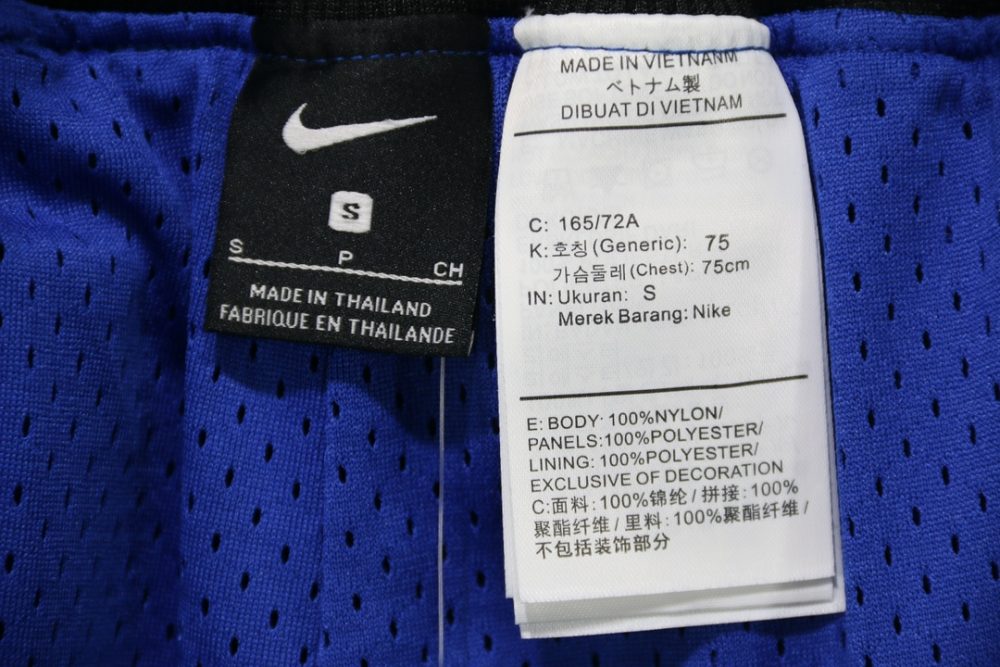 S
S P CH
MADE IN THAILAND
FABRIQUE EN THAILANDE
MADE IN VIETNANM
ベトナム製
DIBUAT DI VIETNAM
C: 165/72A
K: 호칭 (Generic): 75
가슴둘레 (Chest): 75cm
IN: Ukuran: S
Merek Barang: Nike
E: BODY: 100%NYLON/
PANELS:100%POLYESTER/
LINING: 100%POLYESTER/
EXCLUSIVE OF DECORATION
C:面料: 100%锦纶 / 拼接: 100%
聚酯纤维 / 里料: 100%聚酯纤维 /
不包括装饰部分